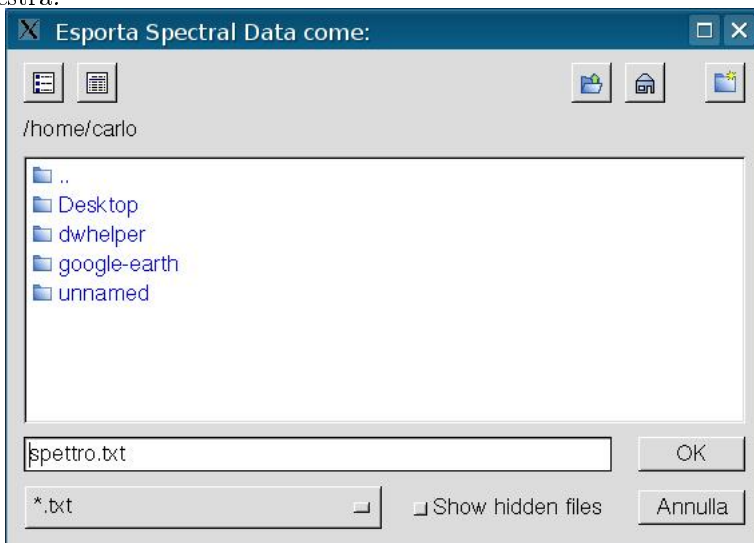 Esporta Spectral Data come:
/home/carlo
..
Desktop
dwhelper
google-earth
unnamed
spettro.txt
OK
*.txt
Show hidden files
Annulla